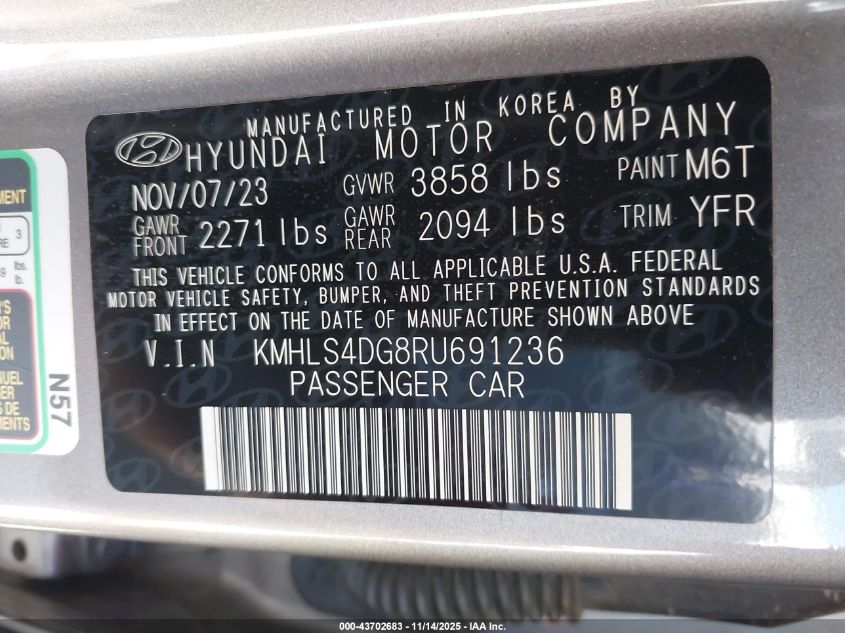 MANUFACTURED IN KOREA BY
HYUNDAI MOTOR COMPANY
NOV/07/23 GVWR 3858 lbs PAINT M6T
GAWR FRONT 2271 lbs GAWR REAR 2094 lbs TRIM YFR
THIS VEHICLE CONFORMS TO ALL APPLICABLE U.S.A. FEDERAL
MOTOR VEHICLE SAFETY, BUMPER, AND THEFT PREVENTION STANDARDS
IN EFFECT ON THE DATE OF MANUFACTURE SHOWN ABOVE
V.I.N KMHLS4DG8RU691236
PASSENGER CAR
3
lbs.
lb.
N57
000-43702683 - 11/14/2025 - IAA Inc.